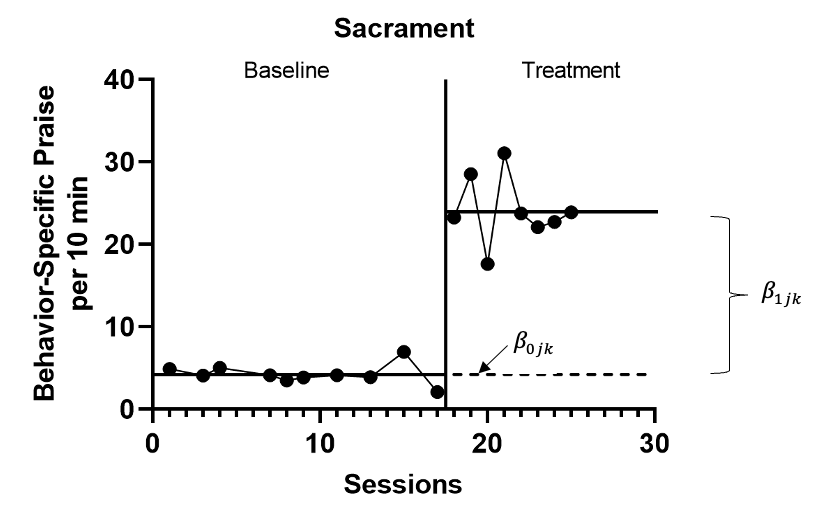 Sacrament
Baseline
Treatment
Behavior-Specific Praise
per 10 min
40
30
20
10
0
β0jk
β1jk
0
10
20
30
Sessions